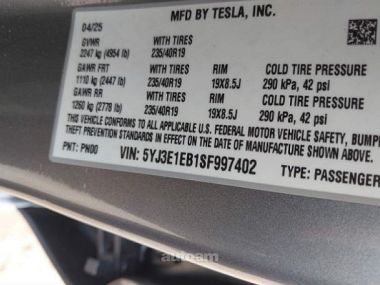 MFD BY TESLA, INC.
04/25
GVWR WITH TIRES
2247 kg (4954 lb) 235/40R19
GAWR FRT WITH TIRES RIM COLD TIRE PRESSURE
1110 kg (2447 lb) 235/40R19 19X8.5J 290 kPa, 42 psi
GAWR RR WITH TIRES RIM COLD TIRE PRESSURE
1260 kg (2778 lb) 235/40R19 19X8.5J 290 kPa, 42 psi
THIS VEHICLE CONFORMS TO ALL APPLICABLE U.S. FEDERAL MOTOR VEHICLE SAFETY, BUMPE
THEFT PREVENTION STANDARDS IN EFFECT ON THE DATE OF MANUFACTURE SHOWN ABOVE.
PNT: PN00 VIN: 5YJ3E1EB1SF997402 TYPE: PASSENGER
autoam